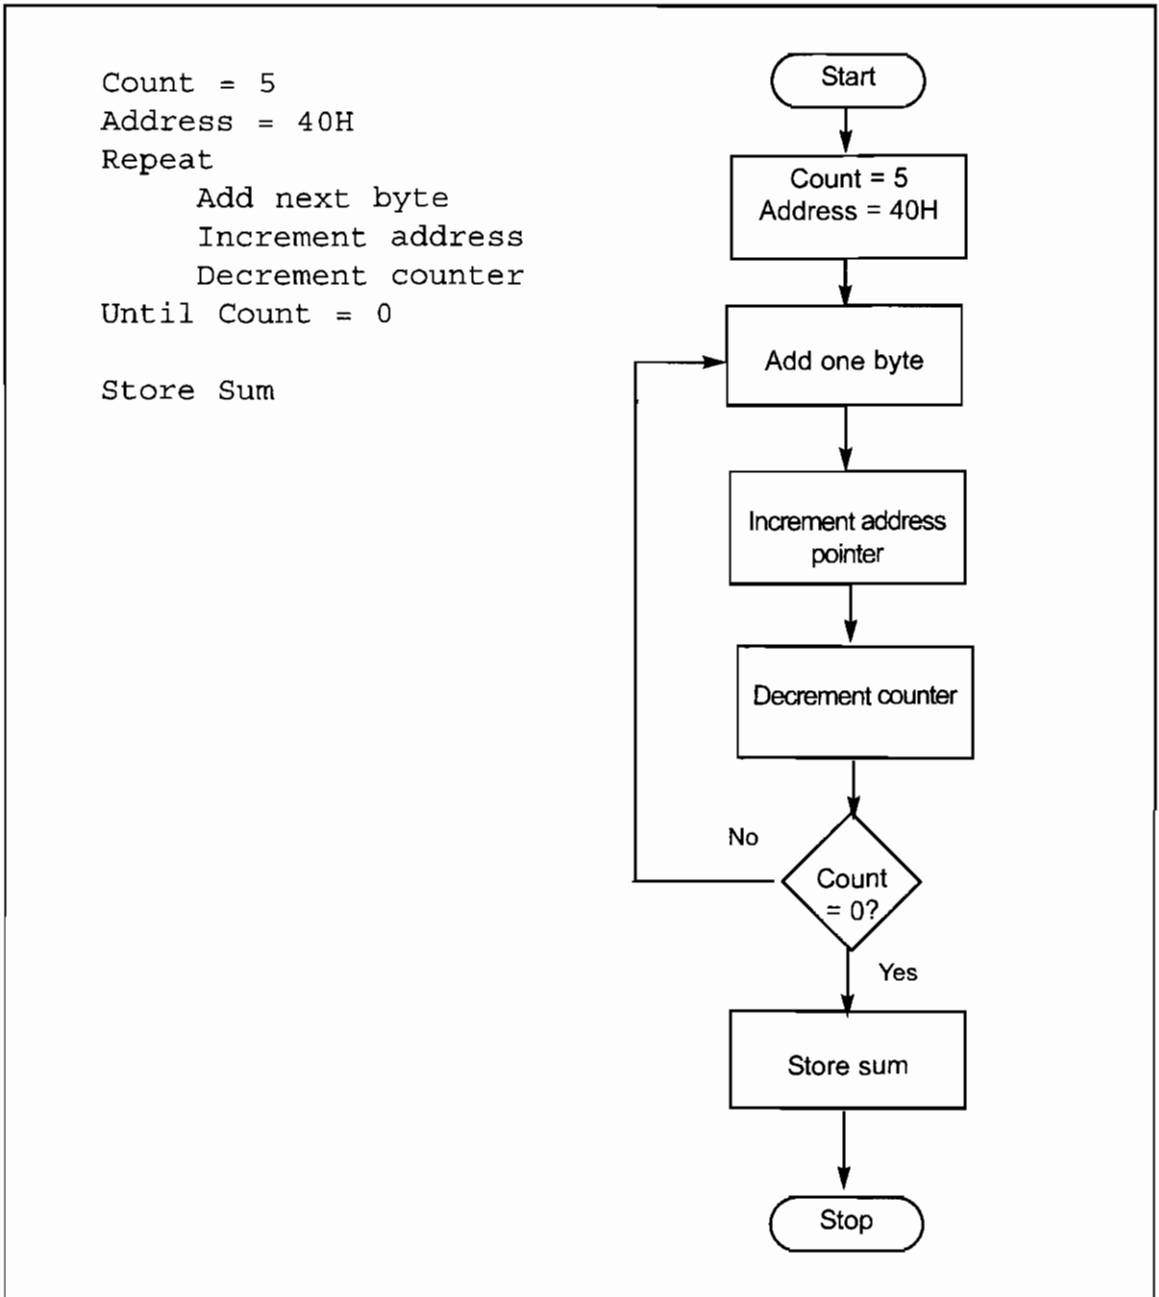 Count = 5
Address = 40H
Repeat
Add next byte
Increment address
Decrement counter
Until Count = 0
Store Sum
Start
Count = 5
Address = 40H
Add one byte
Increment address
pointer
Decrement counter
No
Count
= 0?
Yes
Store sum
Stop